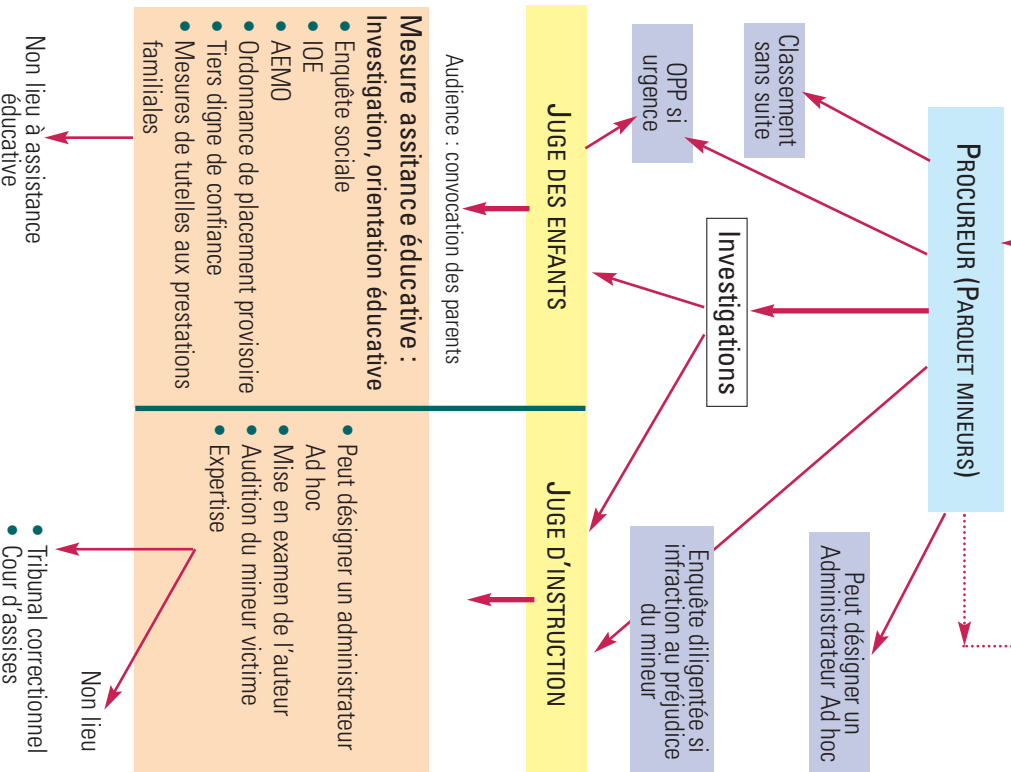 PROCUREUR (PARQUET MINEURS)
Classement
sans suite
Peut désigner un
Administrateur Ad hoc
OPP si
urgence
Investigations
Enquête diligentée si
infraction au préjudice
du mineur
JUGE DES ENFANTS
JUGE D'INSTRUCTION
Audience : convocation des parents
Mesure assitance éducative :
Investigation, orientation éducative
• Enquête sociale
• IOE
• AEMO
• Ordonnance de placement provisoire
• Tiers digne de confiance
• Mesures de tutelles aux prestations
familiales
• Peut désigner un administrateur
Ad hoc
• Mise en examen de l'auteur
• Audition du mineur victime
• Expertise
Non lieu à assistance
éducative
Non lieu
• Tribunal correctionnel
• Cour d'assises